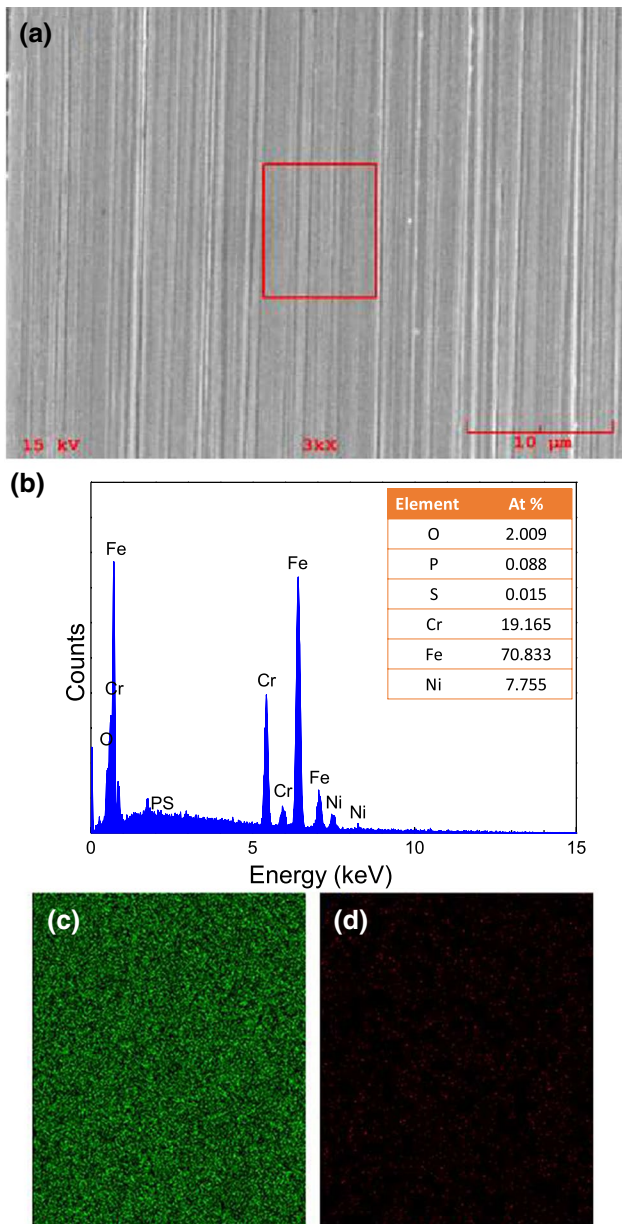 (a)
15 kV 3kX 10 µm
(b)
Element At %
O 2.009
P 0.088
S 0.015
Cr 19.165
Fe 70.833
Ni 7.755
Fe Fe
Cr Cr
O Cr Fe
PS Ni Ni
Counts
0 5 10 15
Energy (keV)
(c) (d)